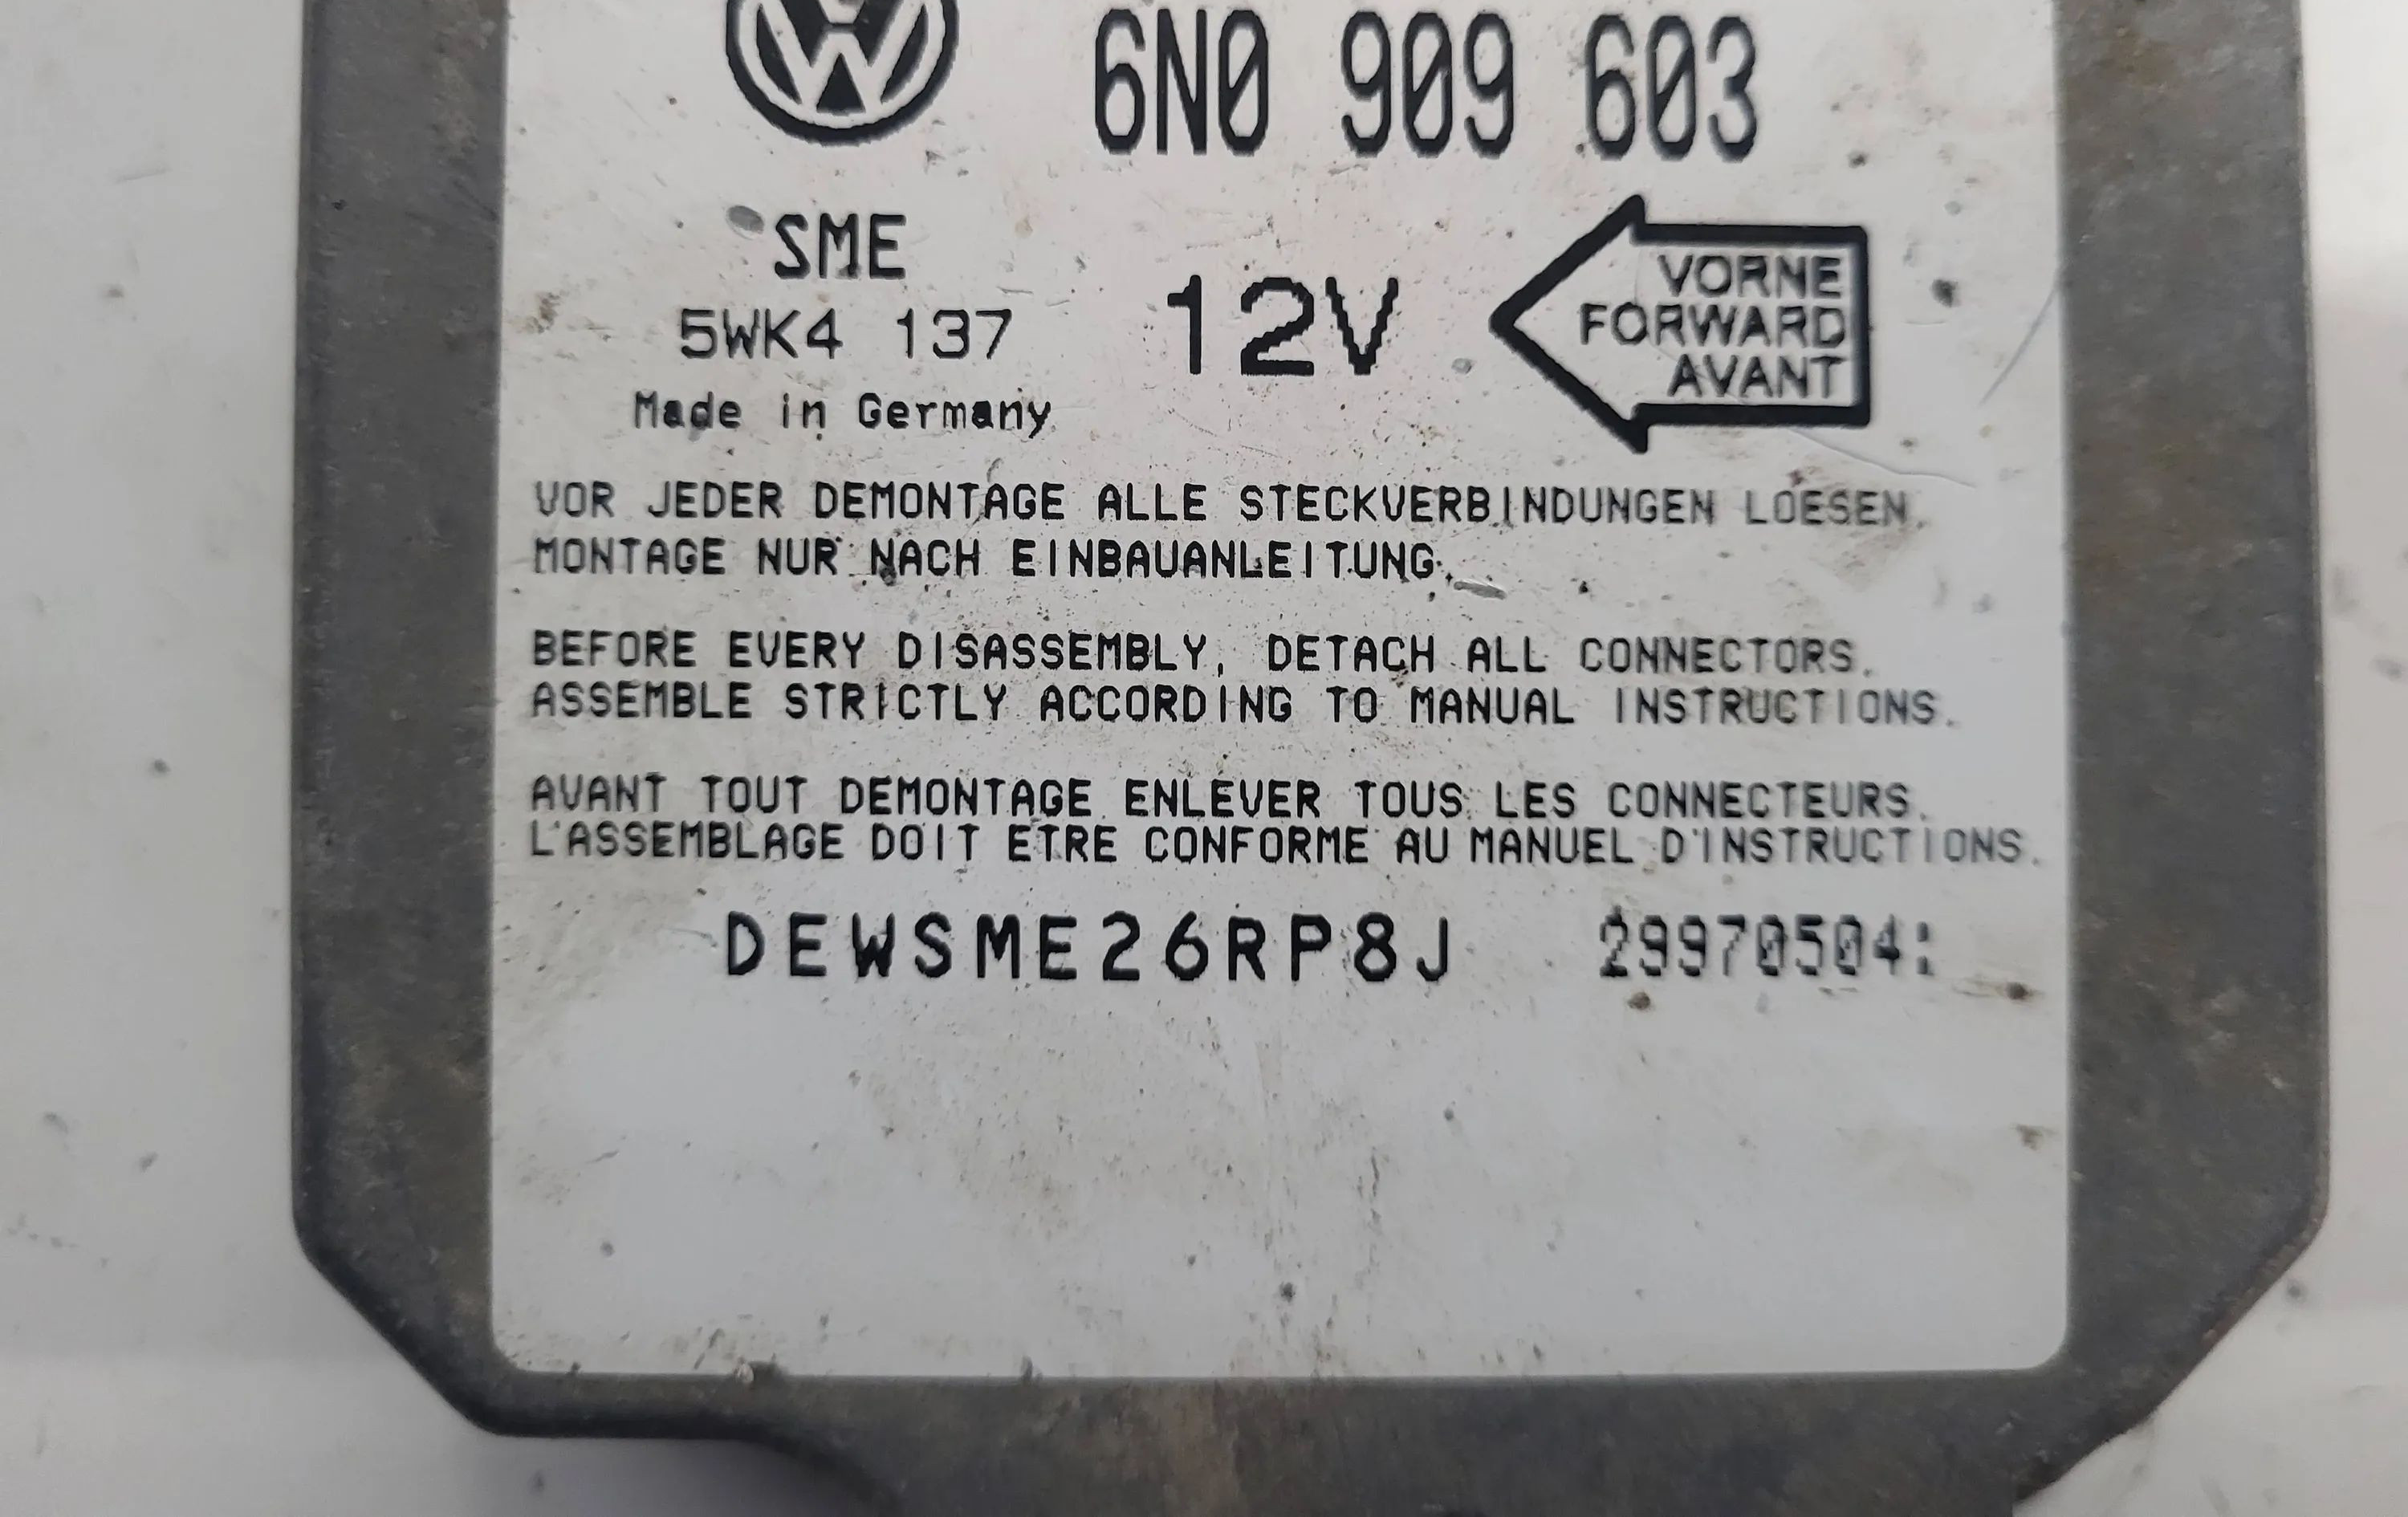 6N0 909 603
SME
5WK4 137
Made in Germany
12V
VORNE
FORWARD
AVANT
VOR JEDER DEMONTAGE ALLE STECKVERBINDUNGEN LOESEN.
MONTAGE NUR NACH EINBAUANLEITUNG.
BEFORE EVERY DISASSEMBLY, DETACH ALL CONNECTORS.
ASSEMBLE STRICTLY ACCORDING TO MANUAL INSTRUCTIONS.
AVANT TOUT DEMONTAGE ENLEVER TOUS LES CONNECTEURS.
L'ASSEMBLAGE DOIT ETRE CONFORME AU MANUEL D'INSTRUCTIONS.
DEWSME26RP8J